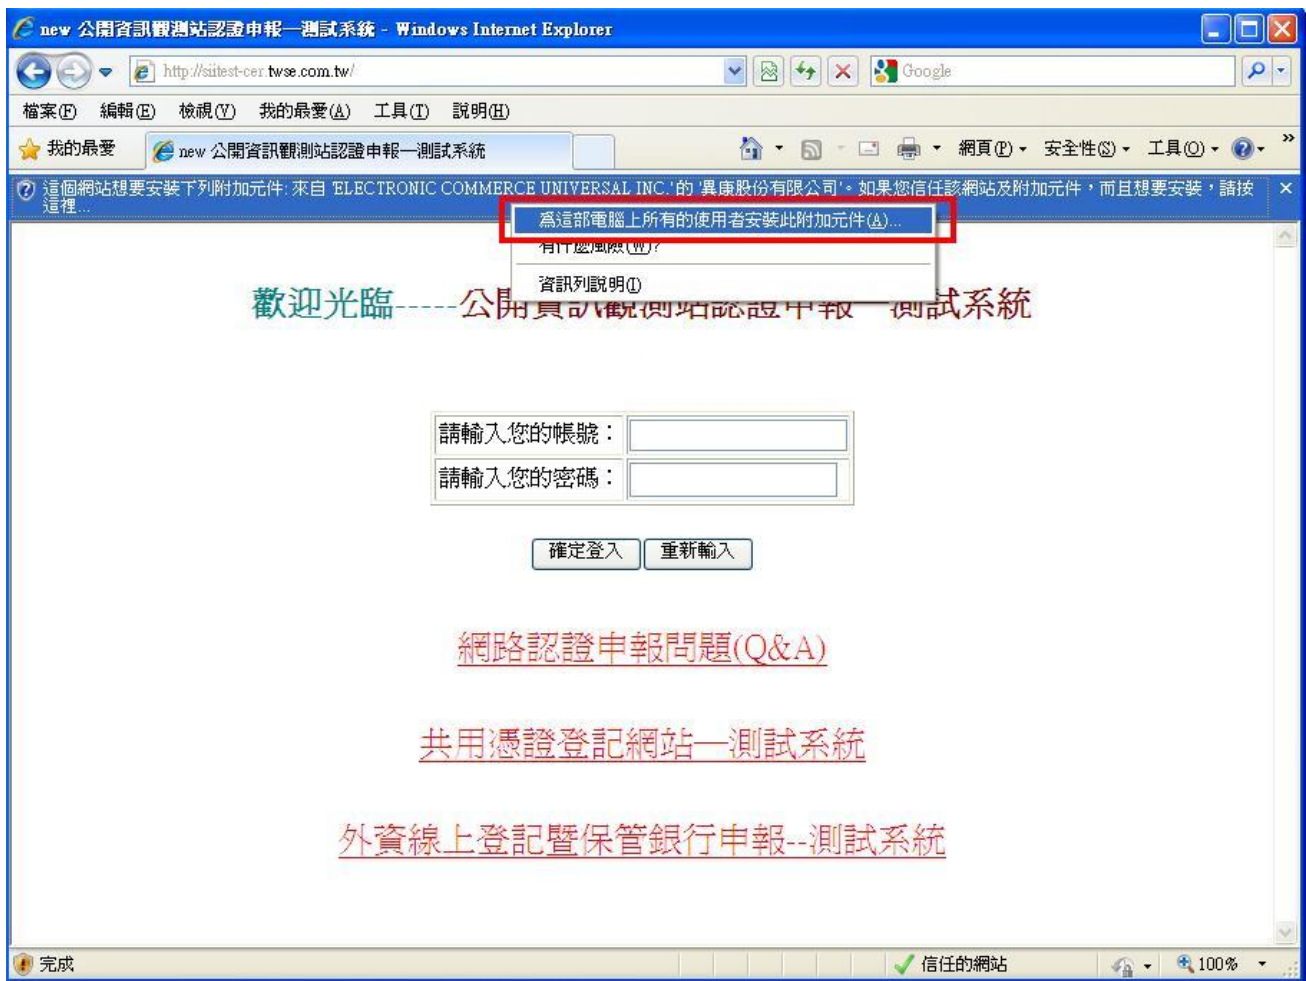 new 公開資訊觀測站認證申報—測試系統 - Windows Internet Explorer
http://siitest-cer.twse.com.tw/
Google
檔案(F) 編輯(E) 檢視(V) 我的最愛(A) 工具(T) 說明(H)
我的最愛 new 公開資訊觀測站認證申報—測試系統 網頁(P) 安全性(S) 工具(O)
這個網站想要安裝下列附加元件: 來自 'ELECTRONIC COMMERCE UNIVERSAL INC.' 的 '異康股份有限公司'。如果您信任該網站及附加元件，而且想要安裝，請按
這裡...
為這部電腦上所有的使用者安裝此附加元件(A)...
有什麼風險(W)?
資訊列說明(I)
歡迎光臨-----公開資訊觀測站認證申報—測試系統
請輸入您的帳號：
請輸入您的密碼：
確定登入 重新輸入
網路認證申報問題(Q&A)
共用憑證登記網站—測試系統
外資線上登記暨保管銀行申報--測試系統
完成 信任的網站 100%